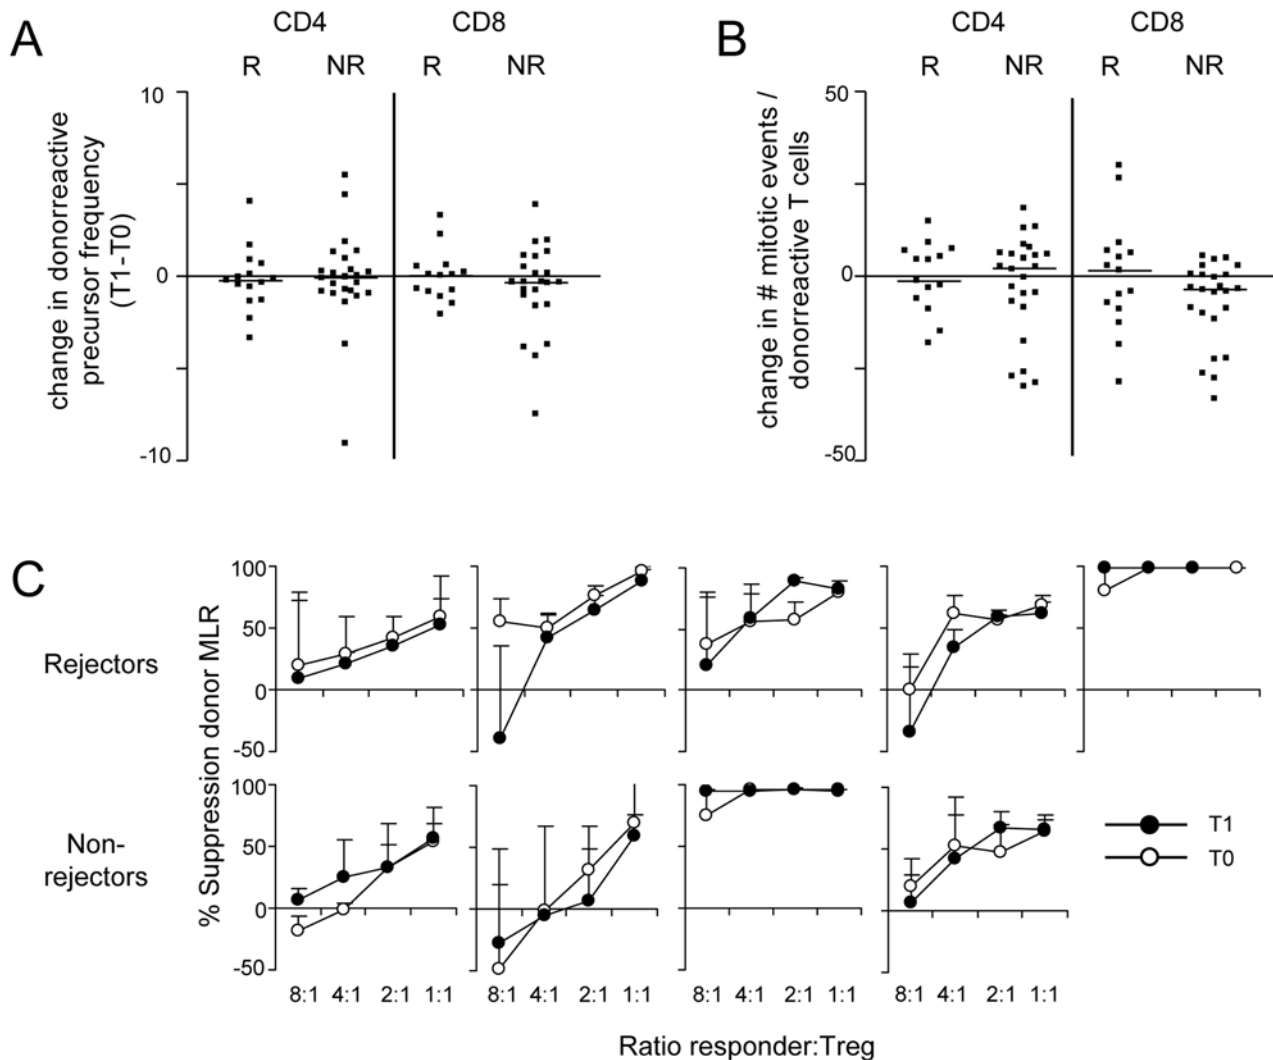 A
CD4
CD8
R
NR
R
NR
change in donorreactive
precursor frequency
(T1-T0)
10
0
-10
B
CD4
CD8
R
NR
R
NR
change in # mitotic events /
donorreactive T cells
50
0
-50
C
Rejectors
Non-
rejectors
% Suppression donor MLR
100
50
0
-50
100
50
0
-50
8:1 4:1 2:1 1:1
8:1 4:1 2:1 1:1
8:1 4:1 2:1 1:1
8:1 4:1 2:1 1:1
Ratio responder:Treg
T1
T0